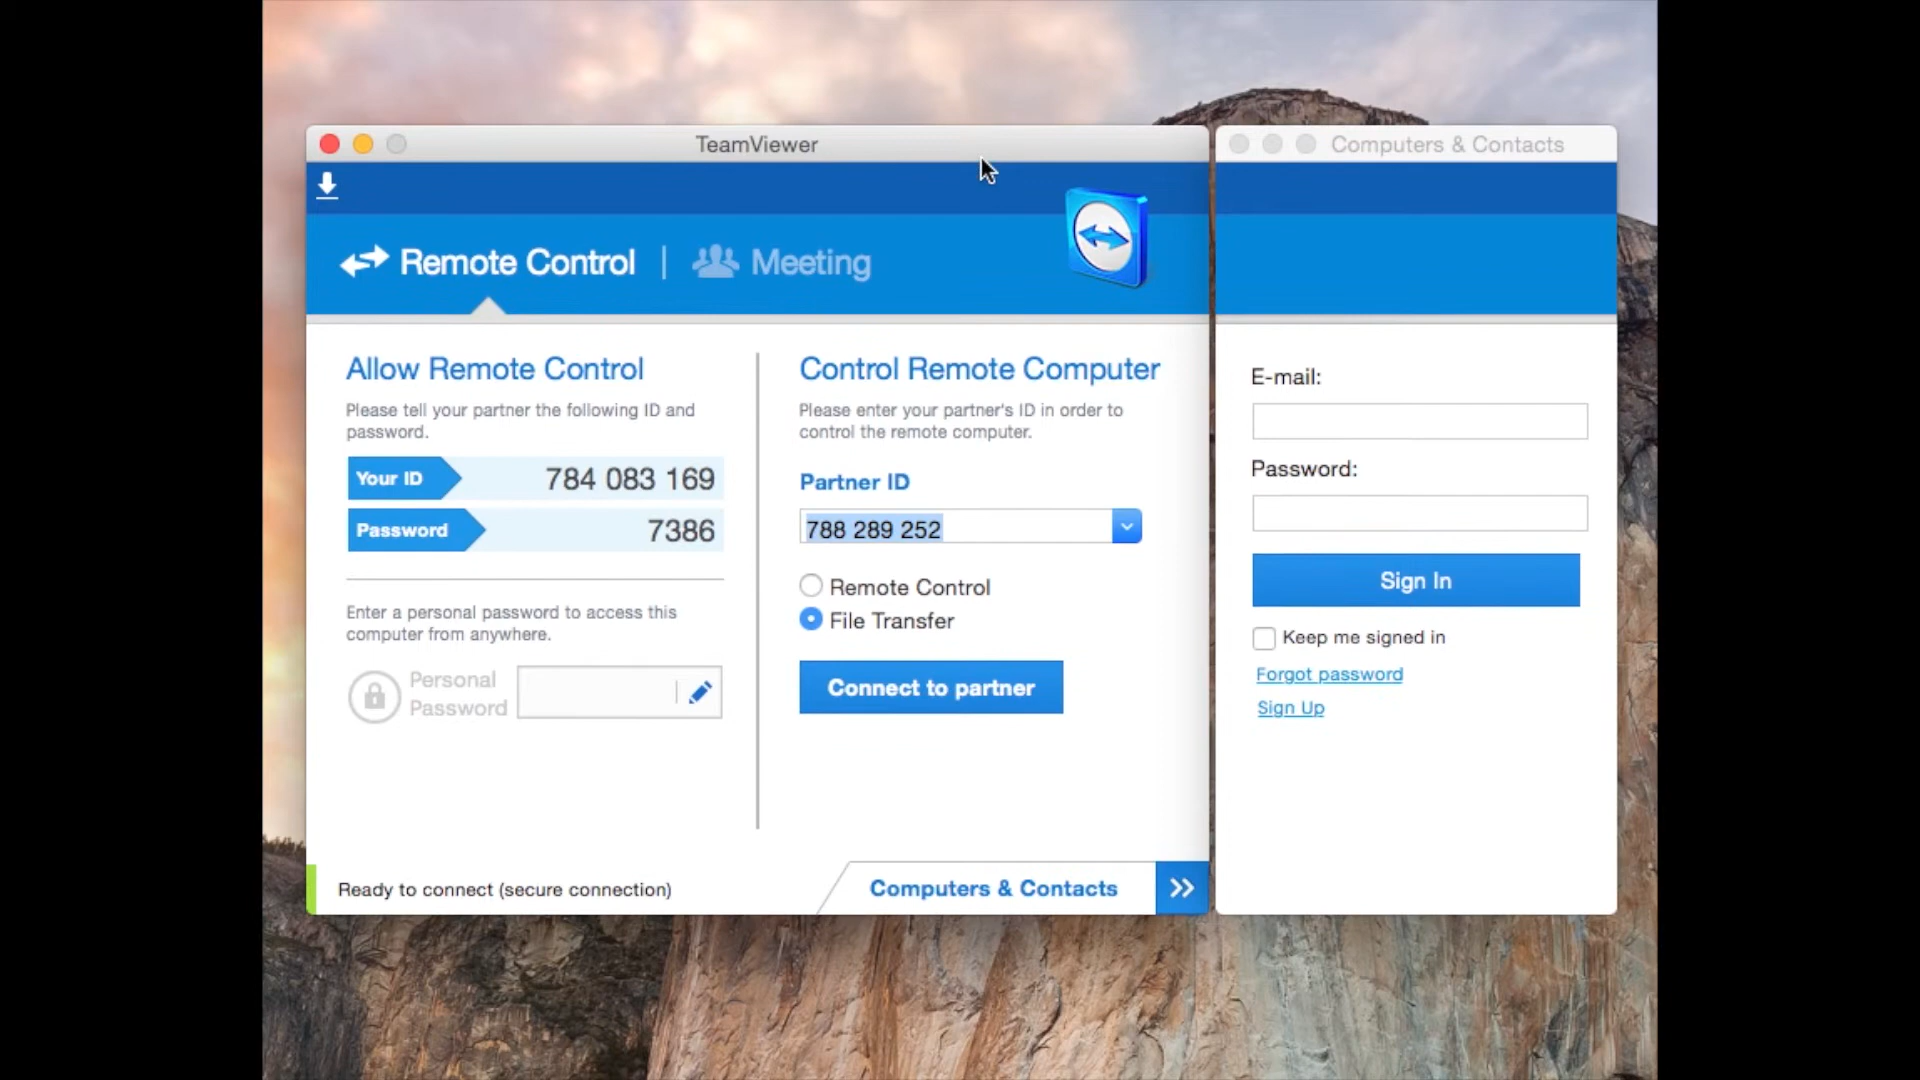 TeamViewer
Remote Control
Meeting
Allow Remote Control
Please tell your partner the following ID and
password.
Your ID
784 083 169
Password
7386
Enter a personal password to access this
computer from anywhere.
Personal
Password
Control Remote Computer
Please enter your partner's ID in order to
control the remote computer.
Partner ID
788 289 252
Remote Control
File Transfer
Connect to partner
Ready to connect (secure connection)
Computers & Contacts
Computers & Contacts
E-mail:
Password:
Sign In
Keep me signed in
Forgot password
Sign Up